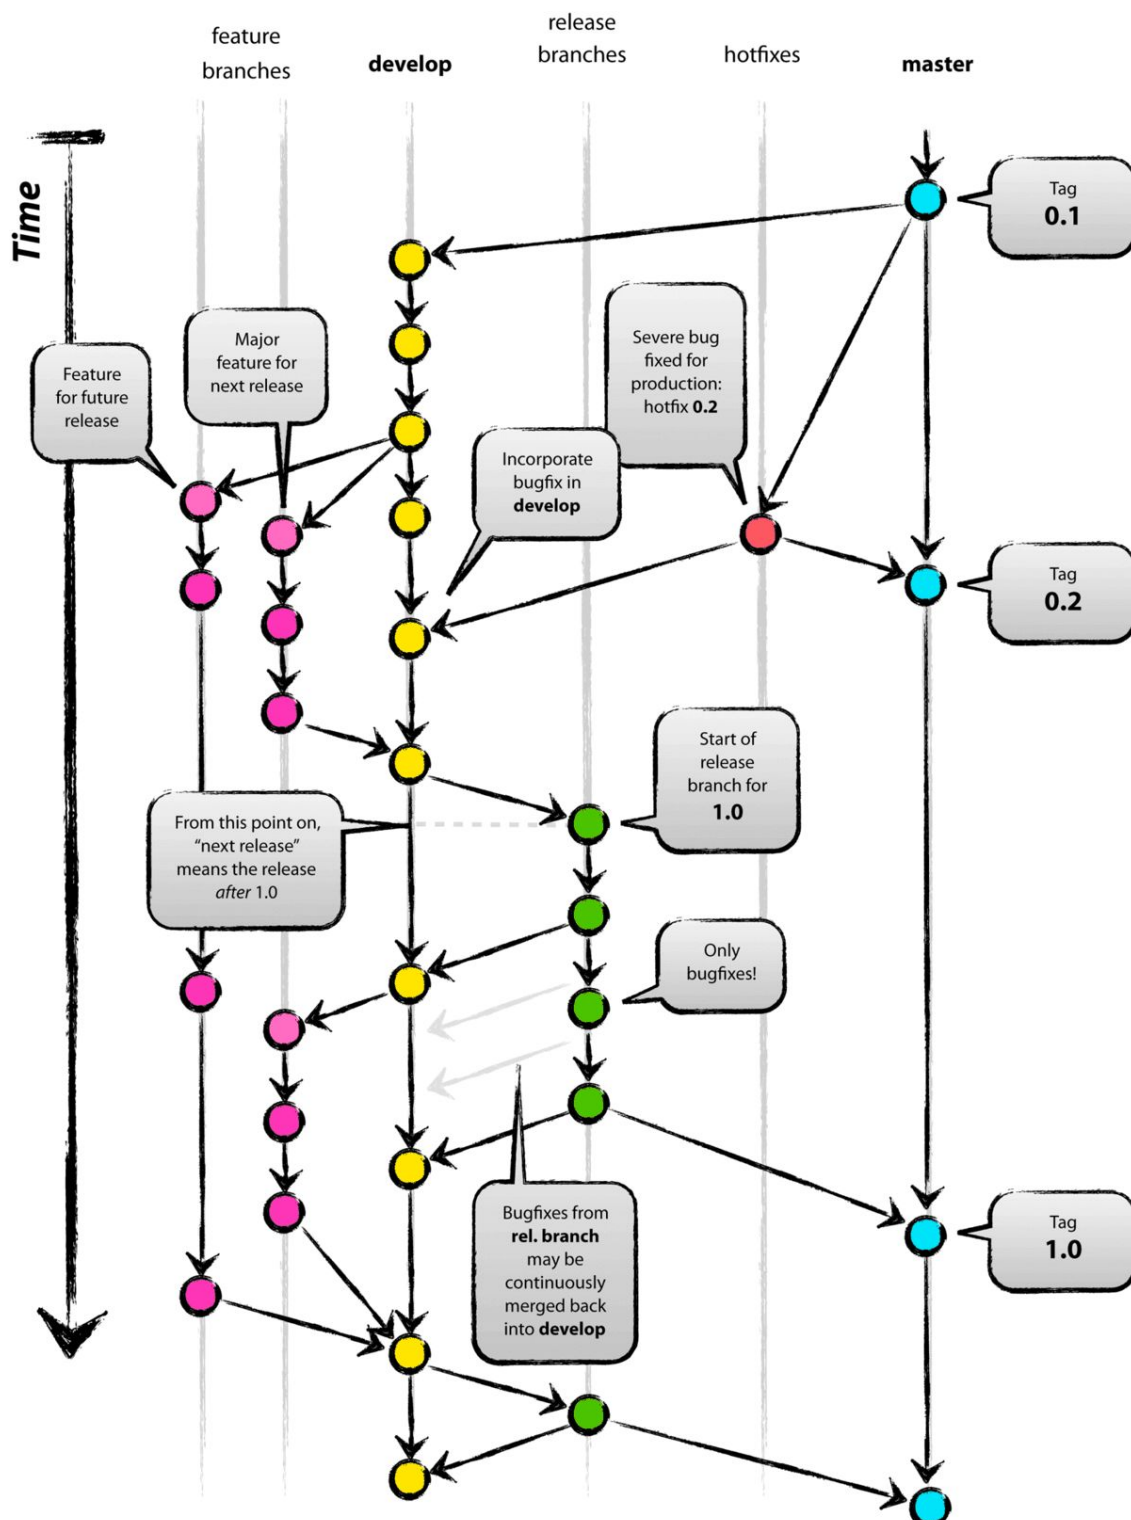 feature
branches
develop
release
branches
hotfixes
master
Time
Tag
0.1
Major
feature for
next release
Feature
for future
release
Severe bug
fixed for
production:
hotfix 0.2
Incorporate
bugfix in
develop
Tag
0.2
Start of
release
branch for
1.0
From this point on,
“next release”
means the release
after 1.0
Only
bugfixes!
Bugfixes from
rel. branch
may be
continuously
merged back
into develop
Tag
1.0